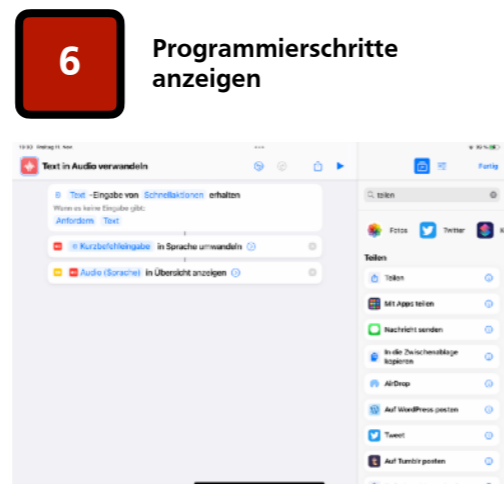 6
Programmierschritte
anzeigen
Text in Audio verwandeln
Fertig
Text -Eingabe von Schnellaktionen erhalten
Wenn es keine Eingabe gibt:
Anfordern Text
Kurzbefehleingabe in Sprache umwandeln
Audio (Sprache) in Übersicht anzeigen
teilen
Fotos Twitter
Teilen
Teilen
Mit Apps teilen
Nachricht senden
In die Zwischenablage
kopieren
AirDrop
Auf WordPress posten
Tweet
Auf Tumblr posten